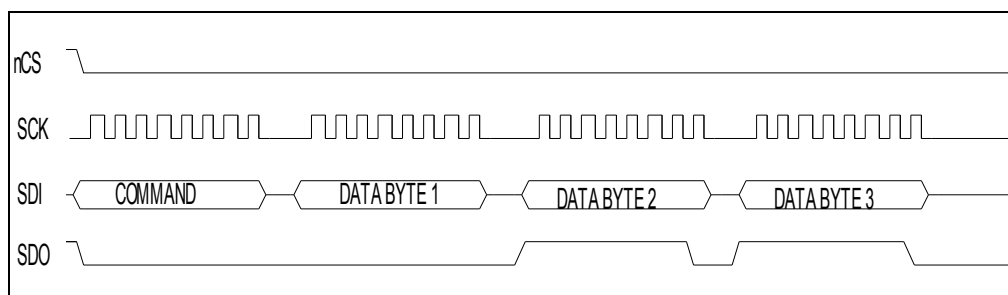 nCS
SCK
SDI COMMAND DATA BYTE 1 DATA BYTE 2 DATA BYTE 3
SDO